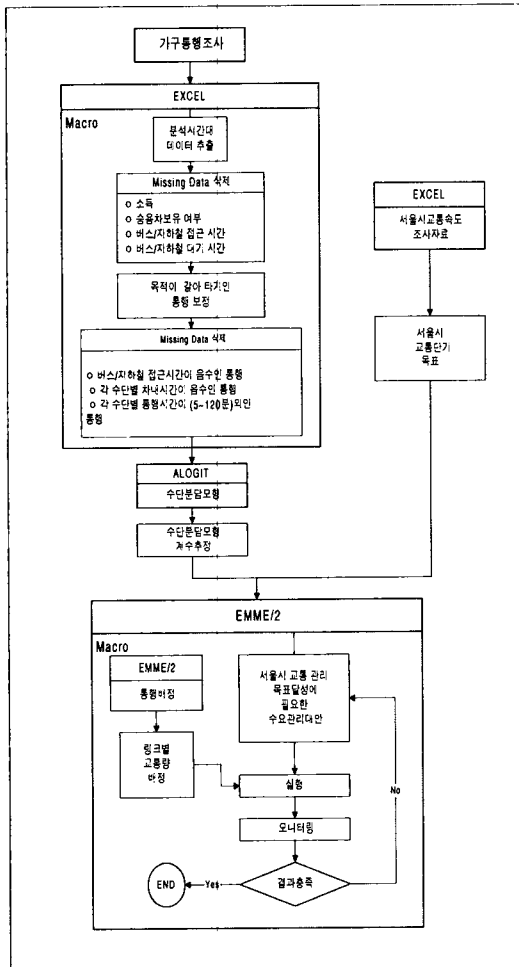 가구통행조사
EXCEL
Macro
분석시간대
데이터 추출
Missing Data 삭제
o 소득
o 승용차보유 여부
o 버스/지하철 접근 시간
o 버스/지하철 대기 시간
목적이 갈아 타기인
통행 보정
Missing Data 삭제
o 버스/지하철 접근시간이 음수인 통행
o 각 수단별 차내시간이 음수인 통행
o 각 수단별 통행시간이 (5-120분)외인
통행
EXCEL
서울시교통속도
조사자료
서울시
교통단기
목표
ALOGIT
수단분담모형
수단분담모형
계수추정
EMME/2
Macro
EMME/2
통행배정
링크별
교통량
배정
서울시 교통 관리
목표달성에
필요한
수요관리대안
실행
No
모니터링
결과충족
Yes
END